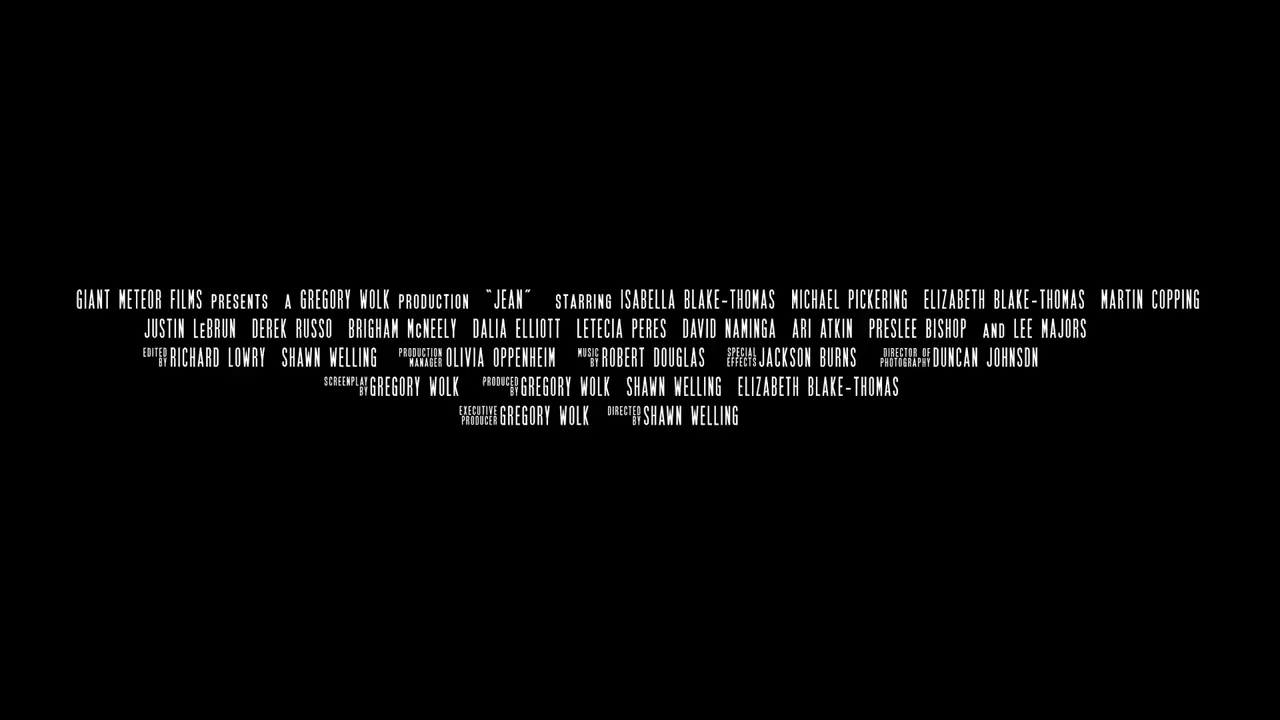 GIANT METEOR FILMS PRESENTS A GREGORY WOLK PRODUCTION "JEAN" STARRING ISABELLA BLAKE-THOMAS MICHAEL PICKERING ELIZABETH BLAKE-THOMAS MARTIN COPPING
JUSTIN LeBRUN DEREK RUSSO BRIGHAM McNEELY DALIA ELLIOTT LETECIA PERES DAVID NAMINGA ARI ATKIN PRESLEE BISHOP AND LEE MAJORS
EDITED BY RICHARD LOWRY SHAWN WELLING PRODUCTION MANAGER OLIVIA OPPENHEIM MUSIC BY ROBERT DOUGLAS SPECIAL EFFECTS JACKSON BURNS DIRECTOR OF PHOTOGRAPHY DUNCAN JOHNSDN
SCREENPLAY BY GREGORY WOLK PRODUCED BY GREGORY WOLK SHAWN WELLING ELIZABETH BLAKE-THOMAS
EXECUTIVE PRODUCER GREGORY WOLK DIRECTED BY SHAWN WELLING